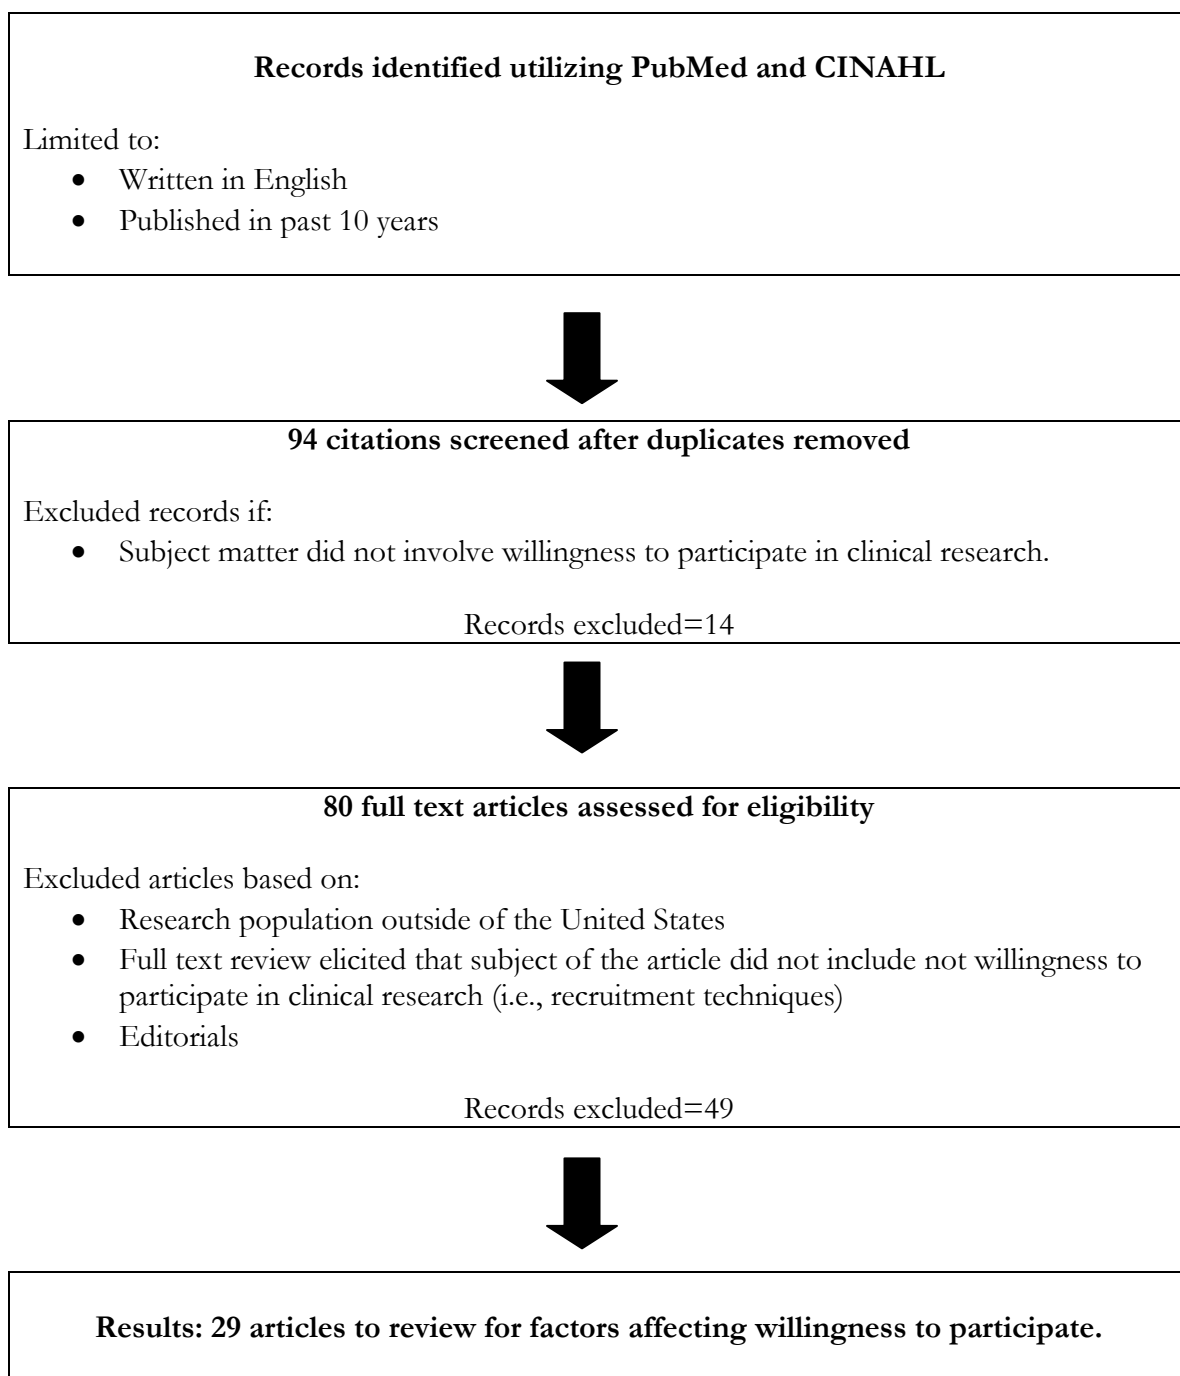 Records identified utilizing PubMed and CINAHL
Limited to:
• Written in English
• Published in past 10 years
94 citations screened after duplicates removed
Excluded records if:
• Subject matter did not involve willingness to participate in clinical research.
Records excluded=14
80 full text articles assessed for eligibility
Excluded articles based on:
• Research population outside of the United States
• Full text review elicited that subject of the article did not include not willingness to
participate in clinical research (i.e., recruitment techniques)
• Editorials
Records excluded=49
Results: 29 articles to review for factors affecting willingness to participate.